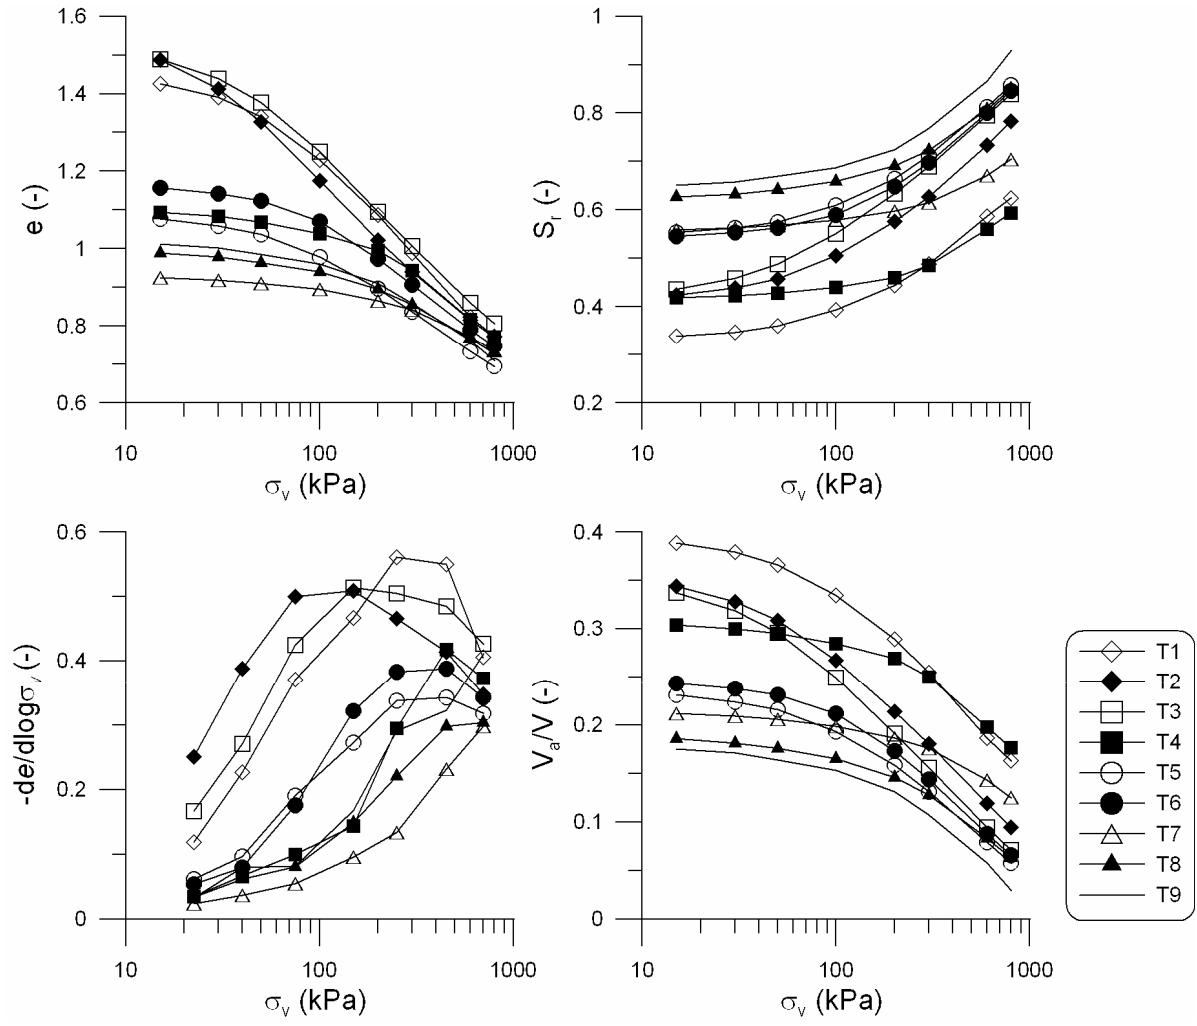 1.6
1.4
1.2
1
0.8
0.6
e (-)
10
100
1000
σv (kPa)
1
0.8
0.6
0.4
0.2
Sr (-)
10
100
1000
σv (kPa)
0.6
0.4
0.2
0
-de/dlogσv (-)
10
100
1000
σv (kPa)
0.4
0.3
0.2
0.1
0
Va/V (-)
10
100
1000
σv (kPa)
T1
T2
T3
T4
T5
T6
T7
T8
T9